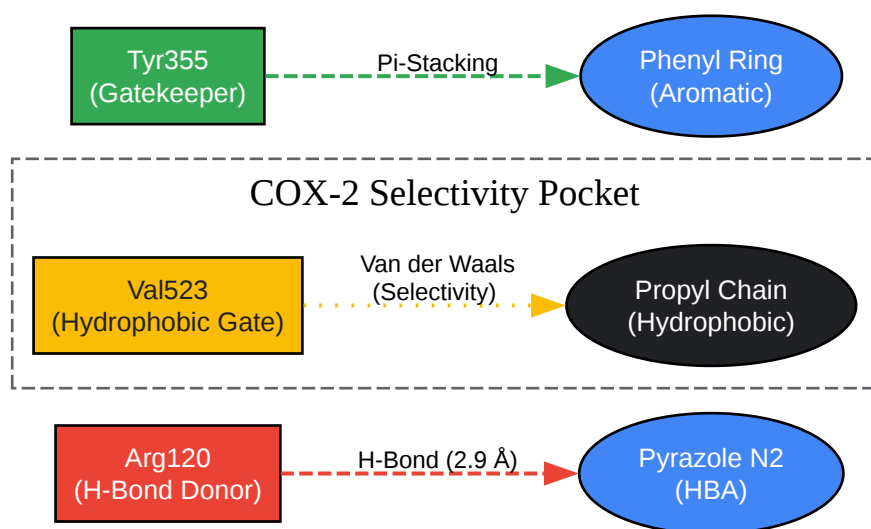 Tyr355
(Gatekeeper)
Pi-Stacking
Phenyl Ring
(Aromatic)
COX-2 Selectivity Pocket
Val523
(Hydrophobic Gate)
Van der Waals
(Selectivity)
Propyl Chain
(Hydrophobic)
Arg120
(H-Bond Donor)
H-Bond (2.9 Å)
Pyrazole N2
(HBA)